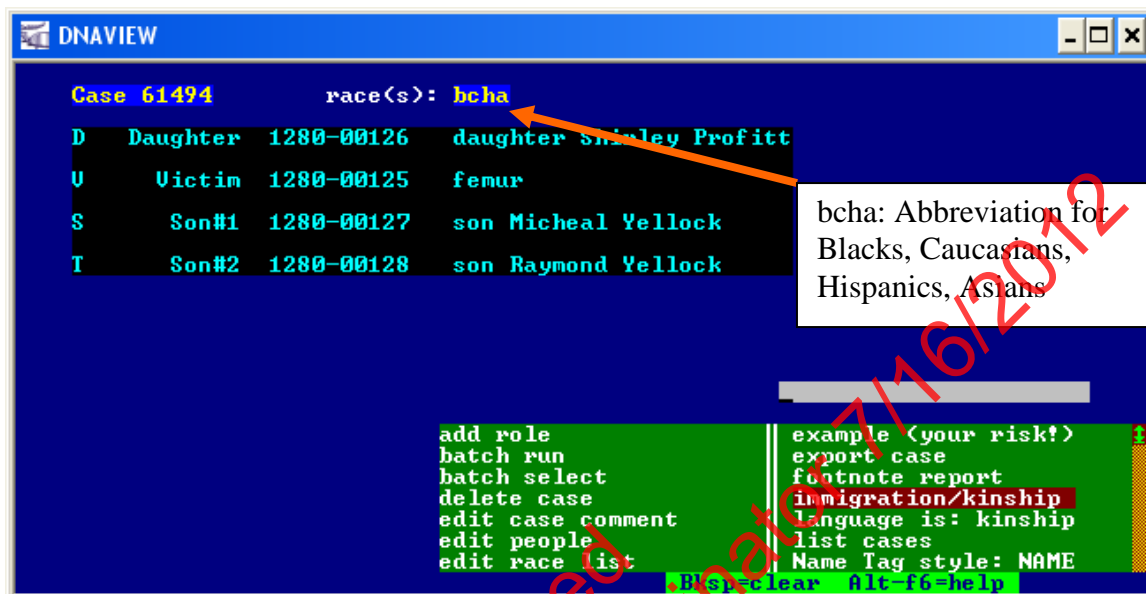 DNAVIEW
Case 61494 race(s): bcha
D Daughter 1280-00126 daughter Shirley Profitt
V Victim 1280-00125 femur
S Son#1 1280-00127 son Micheal Yellock
T Son#2 1280-00128 son Raymond Yellock
bcha: Abbreviation for
Blacks, Caucasians,
Hispanics, Asians
add role
batch run
batch select
delete case
edit case comment
edit people
edit race list
example (your risk!)
export case
footnote report
immigration/kinship
language is: kinship
list cases
Name Tag style: NAME
Bksp=clear Alt-f6=help
7/16/2012